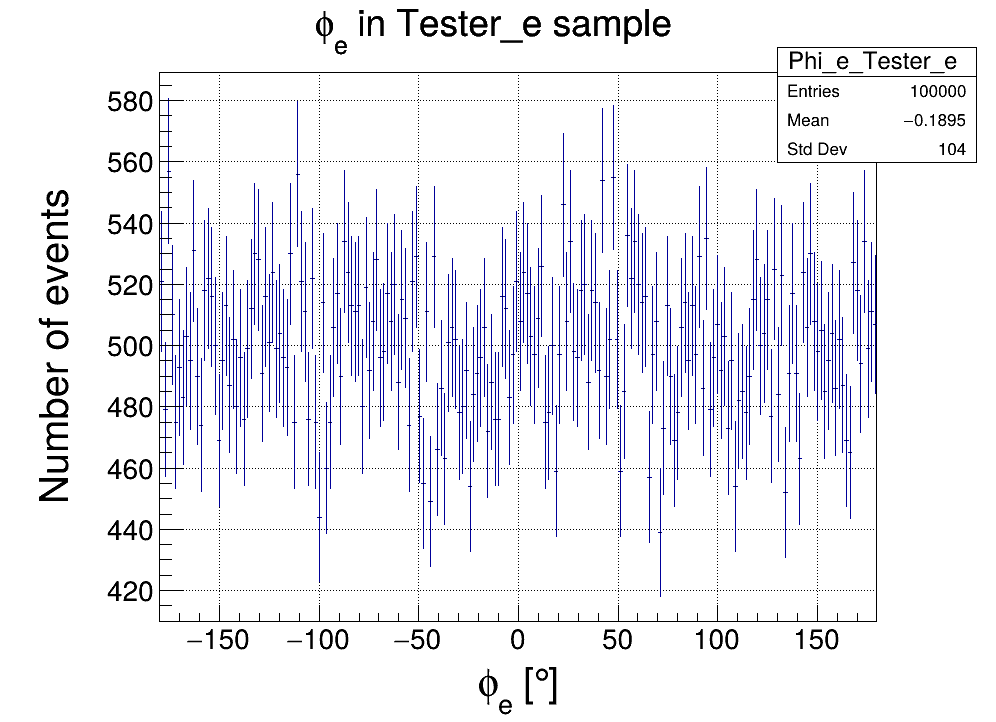 ϕe in Tester_e sample
Phi_e_Tester_e
Entries 100000
Mean −0.1895
Std Dev 104
Number of events
580
560
540
520
500
480
460
440
420
−150 −100 −50 0 50 100 150
ϕe [°]